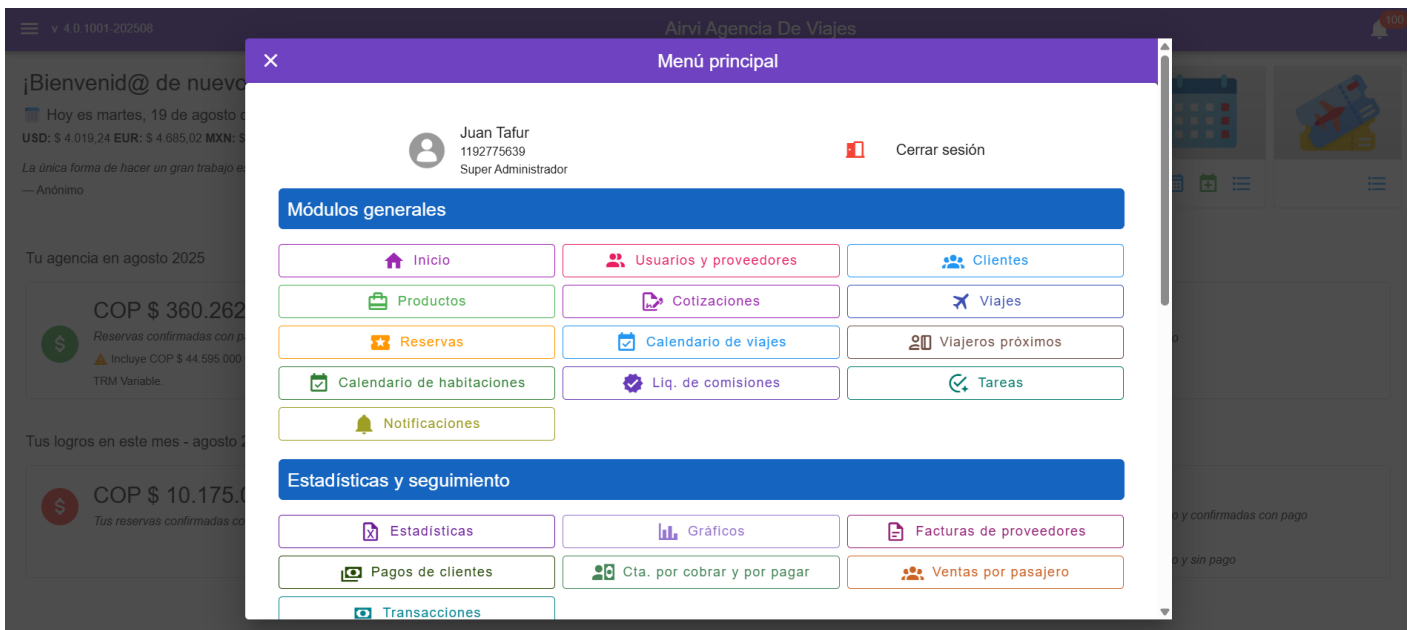 v 4.0.1001-202508
Airvi Agencia De Viajes
100
Menú principal
¡Bienvenid@ de nuevo
Hoy es martes, 19 de agosto
USD: $ 4.019,24 EUR: $ 4.685,02 MXN: $
La única forma de hacer un gran trabajo
— Anónimo
Juan Tafur
1192775639
Super Administrador
Cerrar sesión
Módulos generales
Inicio
Usuarios y proveedores
Clientes
Productos
Cotizaciones
Viajes
Reservas
Calendario de viajes
Viajeros próximos
Calendario de habitaciones
Liq. de comisiones
Tareas
Notificaciones
Tu agencia en agosto 2025
COP $ 360.262
Reservas confirmadas con
Incluye COP $ 44.595.000
TRM Variable.
Tus logros en este mes - agosto
COP $ 10.175.
Tus reservas confirmadas
Estadísticas y seguimiento
Estadísticas
Gráficos
Facturas de proveedores
Pagos de clientes
Cta. por cobrar y por pagar
Ventas por pasajero
Transacciones
y confirmadas con pago
y sin pago